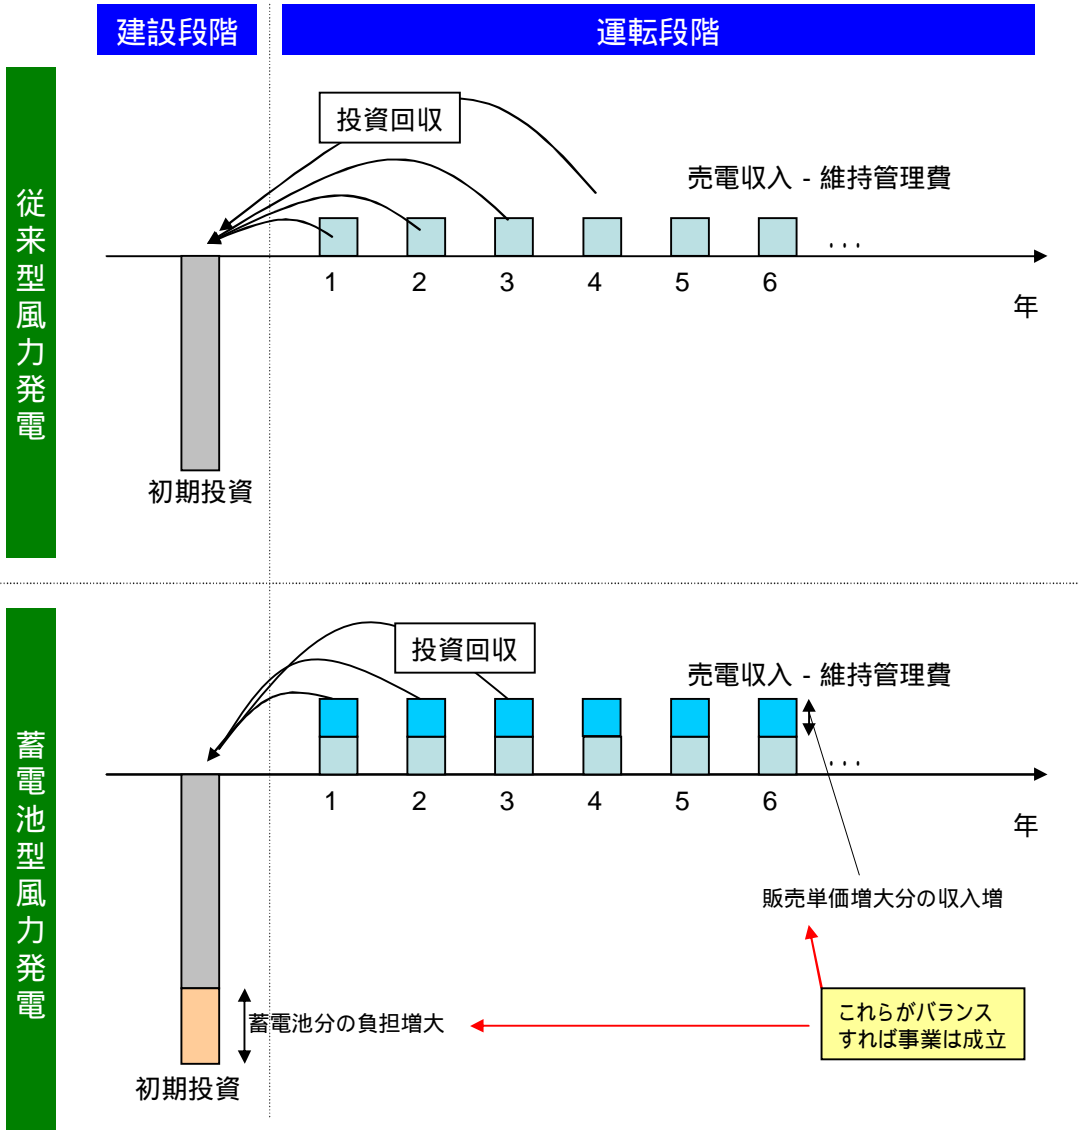 建設段階
運転段階
従来型風力発電
投資回収
売電収入 - 維持管理費
...
1 2 3 4 5 6
年
初期投資
蓄電池型風力発電
投資回収
売電収入 - 維持管理費
...
1 2 3 4 5 6
年
販売単価増大分の収入増
蓄電池分の負担増大
これらがバランス
すれば事業は成立
初期投資